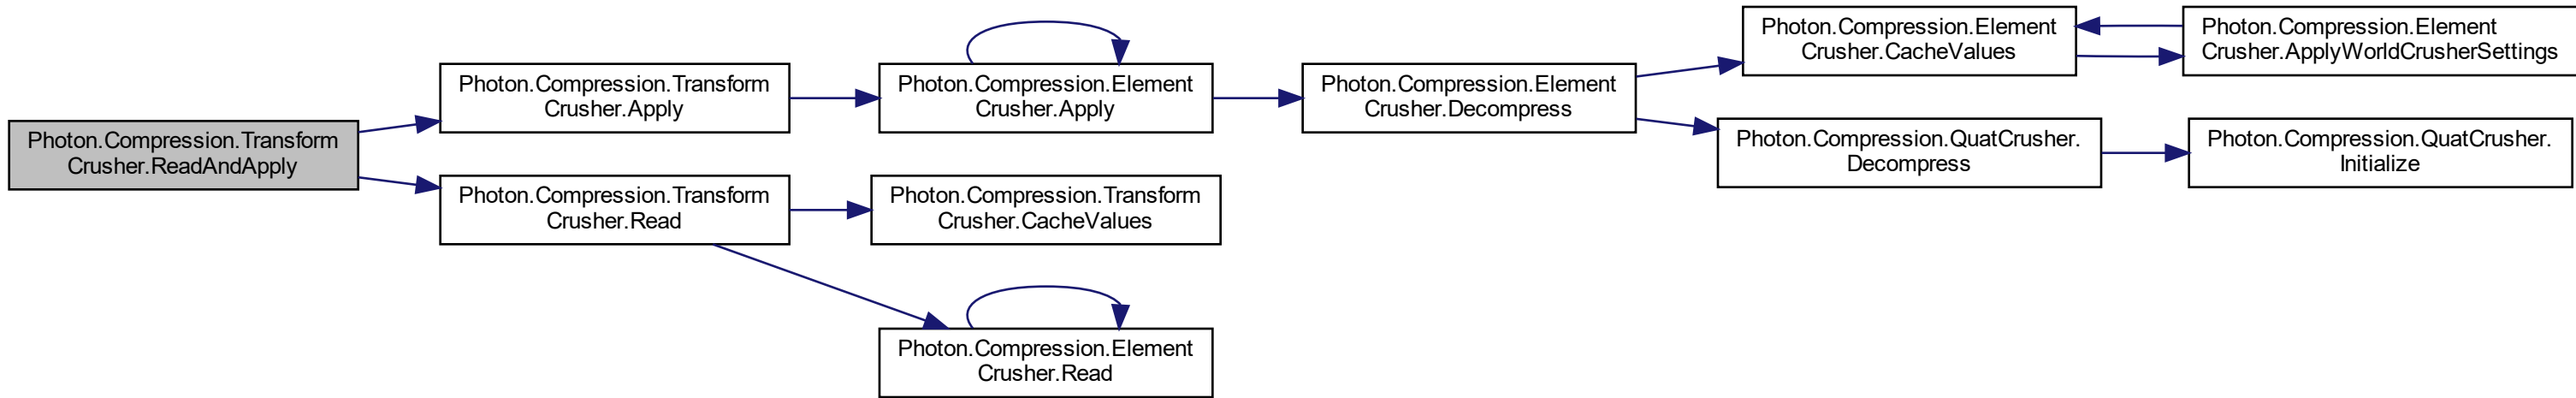 Photon.Compression.Transform
Crusher.ReadAndApply
Photon.Compression.Transform
Crusher.Apply
Photon.Compression.Element
Crusher.Apply
Photon.Compression.Element
Crusher.Decompress
Photon.Compression.Element
Crusher.CacheValues
Photon.Compression.Element
Crusher.ApplyWorldCrusherSettings
Photon.Compression.QuatCrusher.
Decompress
Photon.Compression.QuatCrusher.
Initialize
Photon.Compression.Transform
Crusher.Read
Photon.Compression.Transform
Crusher.CacheValues
Photon.Compression.Element
Crusher.Read